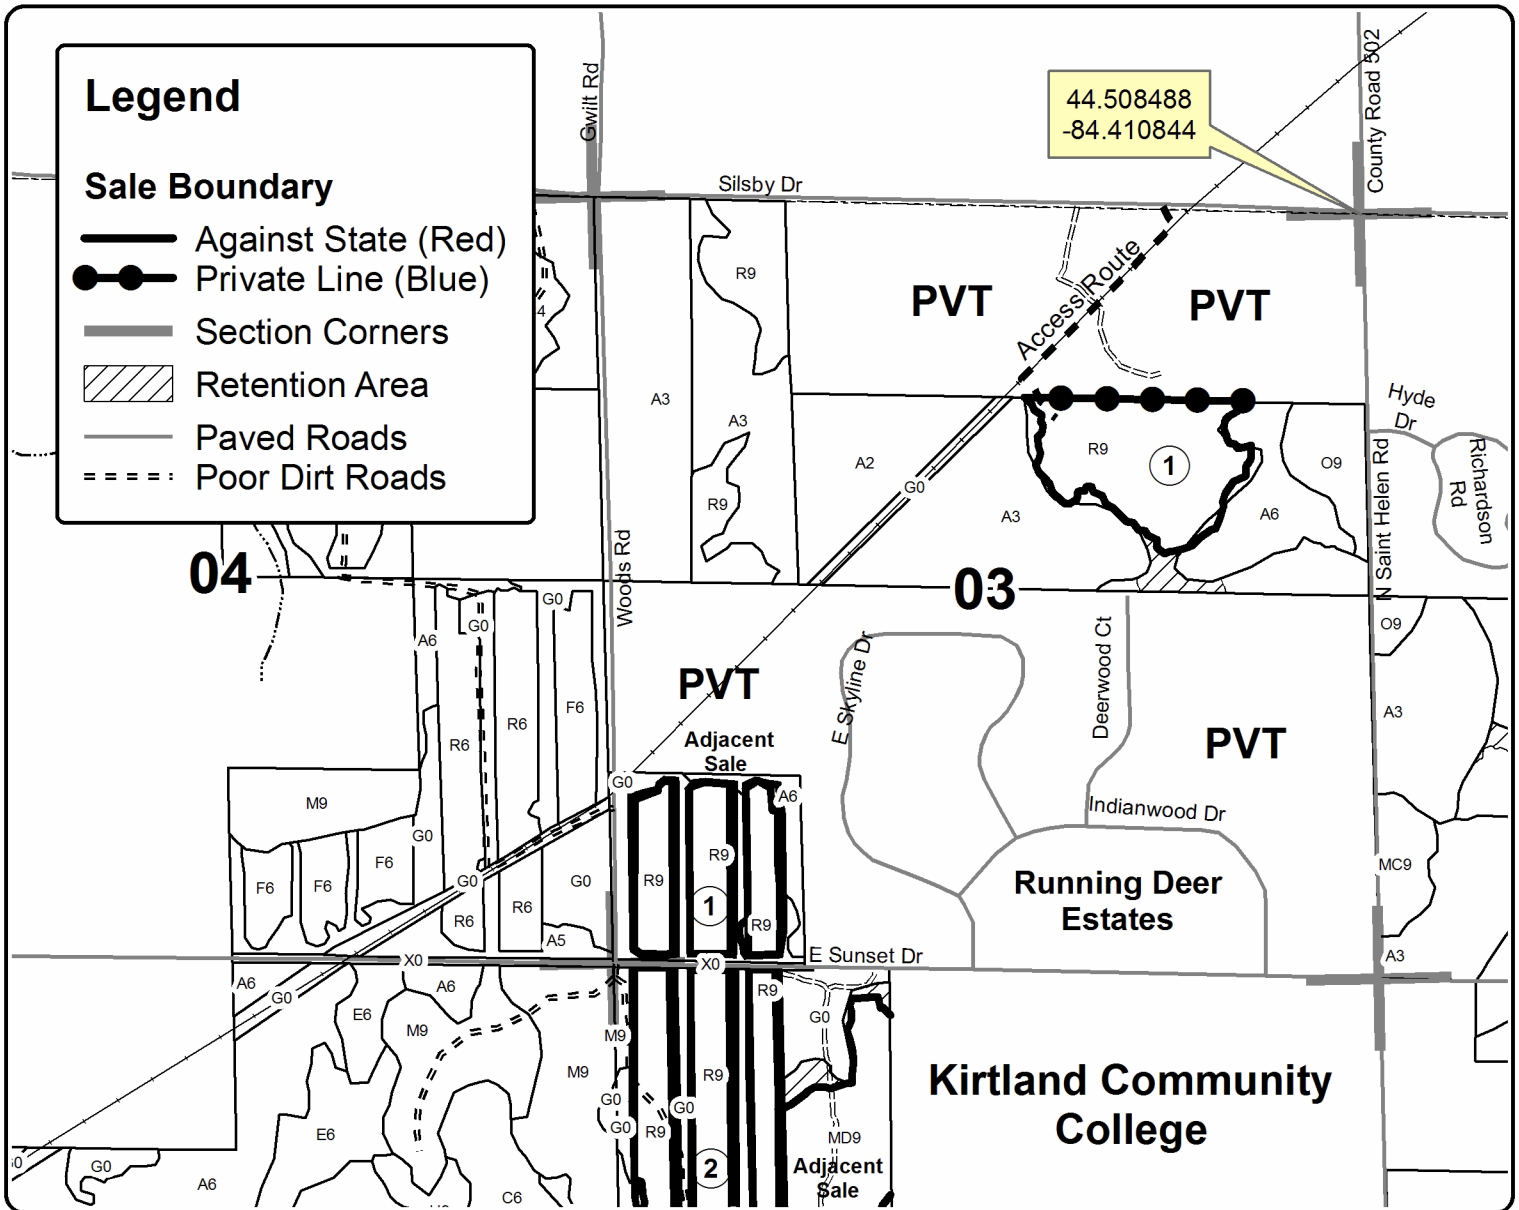 Legend
Sale Boundary
Against State (Red)
Private Line (Blue)
Section Corners
Retention Area
Paved Roads
Poor Dirt Roads
Gwilt Rd
44.508488
-84.410844
County Road 502
Silsby Dr
R9
PVT
Access Route
PVT
4
A3
A3
Hyde
Dr
A2
R9
1
O9
Richardson
Rd
G0
R9
A3
A6
N Saint Helen Rd
04
Woods Rd
03
G0
G0
A6
O9
E Skyline Dr
Deerwood Ct
PVT
F6
R6
R6
A3
PVT
Adjacent
Sale
G0
A6
M9
Indianwood Dr
G0
R9
F6
MC9
F6
F6
G0
G0
R9
Running Deer
Estates
1
R6
R6
R9
A5
E Sunset Dr
A3
X0
X0
A6
G0
A6
R9
E6
M9
G0
M9
M9
R9
Kirtland Community
College
G0
G0
G0
R9
E6
MD9
G0
A6
C6
2
Adjacent
Sale